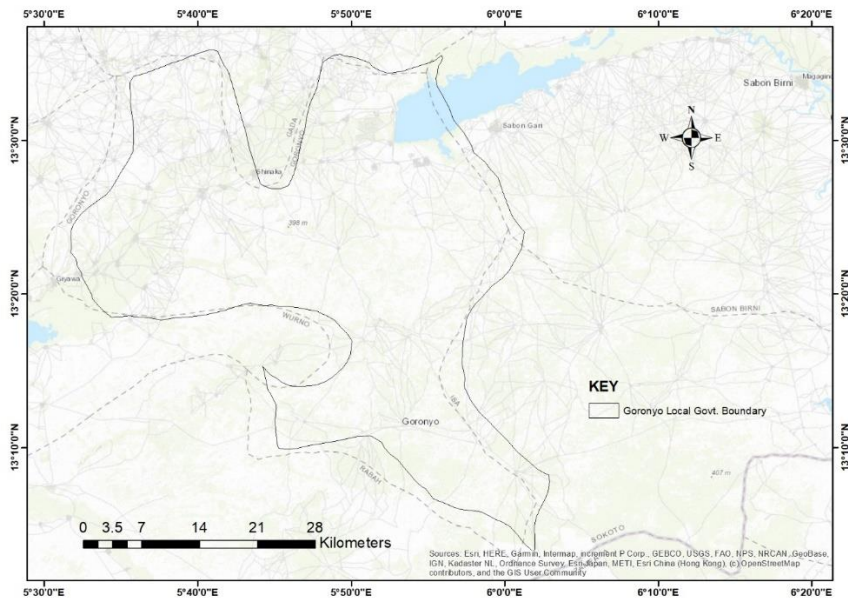 5°30'0"E 5°40'0"E 5°50'0"E 6°0'0"E 6°10'0"E 6°20'0"E
Sabon Birni
13°30'0"N
N
W E
S
13°30'0"N
Sabon Gari
GADA
GORONYO
Shinaka
GORONYO
398 m
Giyawa
13°20'0"N
13°20'0"N
WURNO
SABON BIRNI
KEY
Goronyo Local Govt. Boundary
ISA
Goronyo
13°10'0"N
13°10'0"N
RABAH
407 m
SOKOTO
0 3.5 7 14 21 28
Kilometers
Sources: Esri, HERE, Garmin, Intermap, increment P Corp., GEBCO, USGS, FAO, NPS, NRCAN, GeoBase,
IGN, Kadaster NL, Ordnance Survey, Esri Japan, METI, Esri China (Hong Kong), (c) OpenStreetMap
contributors, and the GIS User Community
5°30'0"E 5°40'0"E 5°50'0"E 6°0'0"E 6°10'0"E 6°20'0"E